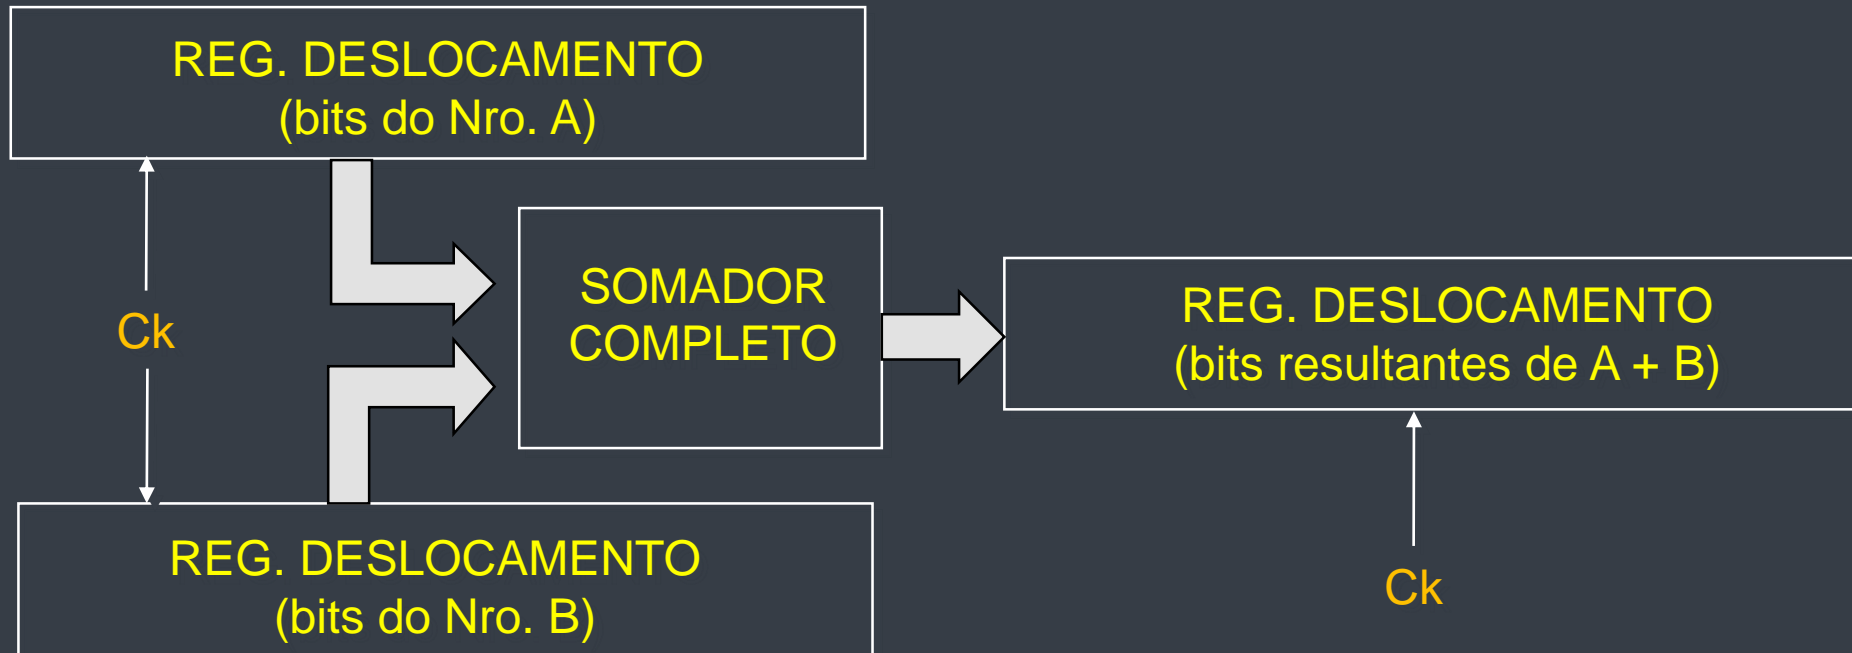 REG. DESLOCAMENTO
(bits do Nro. A)
Ck
SOMADOR
COMPLETO
REG. DESLOCAMENTO
(bits resultantes de A + B)
Ck
REG. DESLOCAMENTO
(bits do Nro. B)